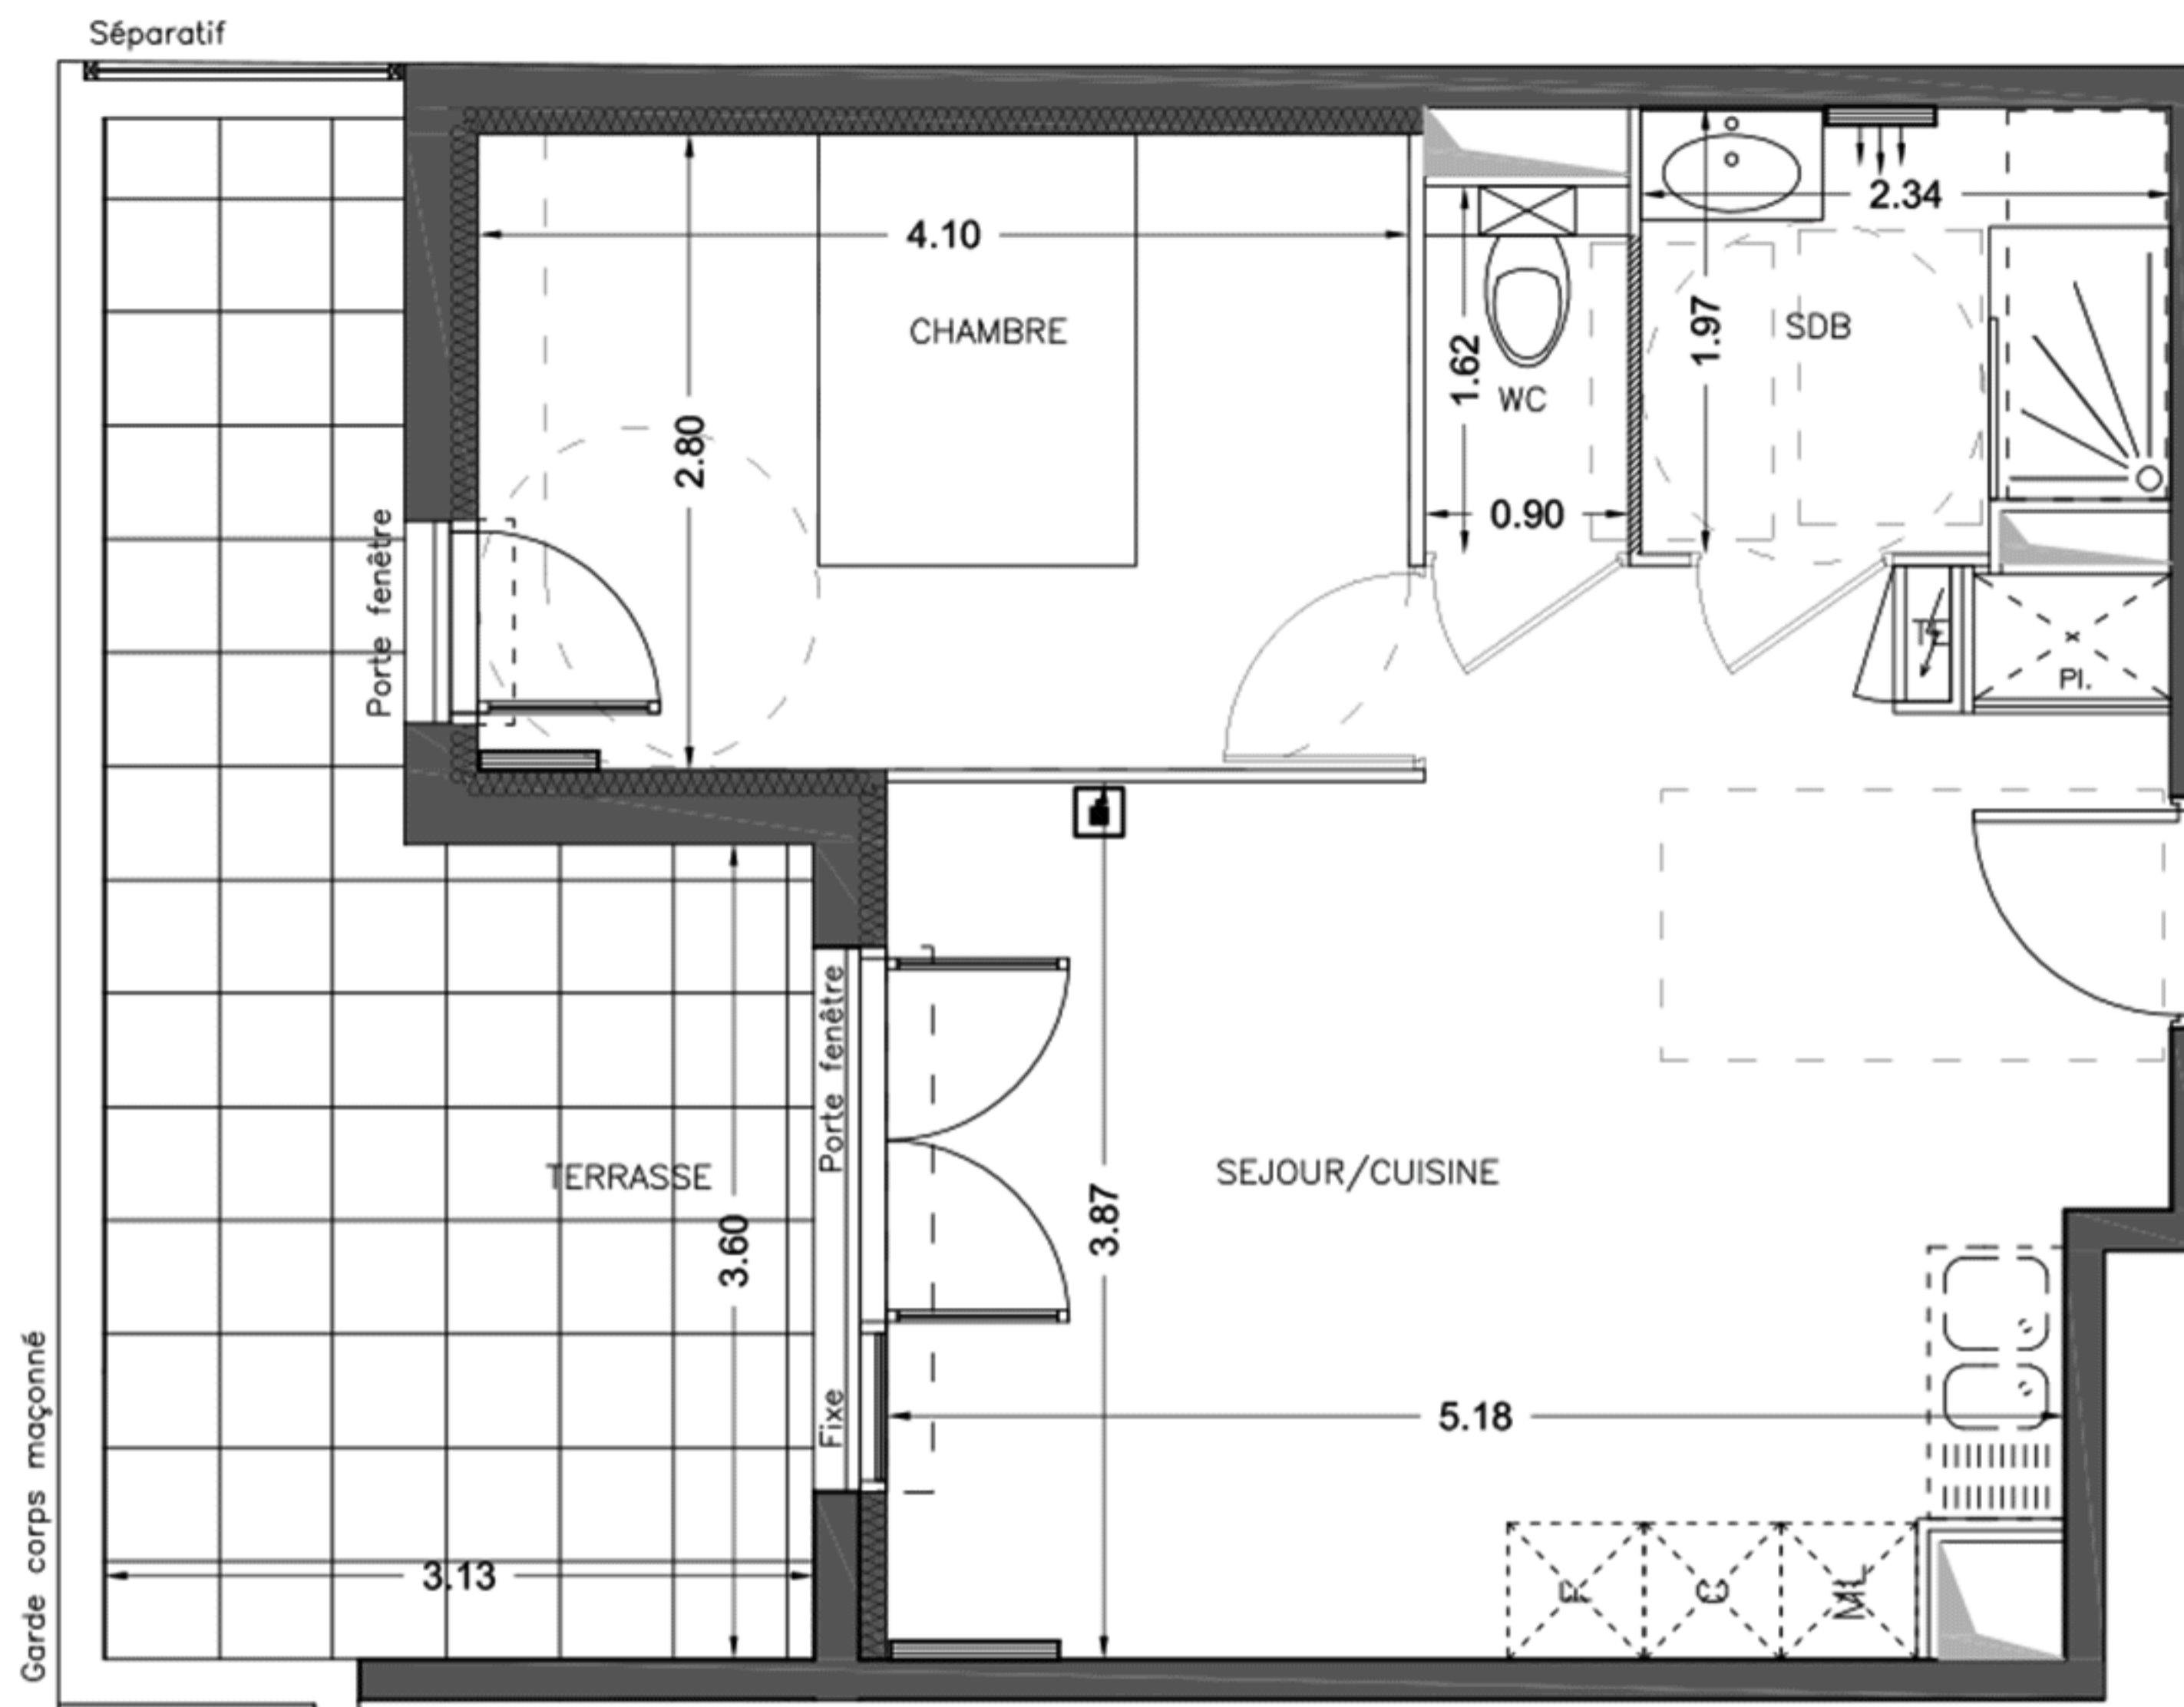 Séparatif
2.34
4.10
CHAMBRE
SDB
1.97
1.62
WC
2.80
0.90
Porte fenêtre
TE
Pl.
Porte fenêtre
TERRASSE
SEJOUR/CUISINE
3.87
3.60
Garde corps maçonné
Fixe
5.18
3.13
ML